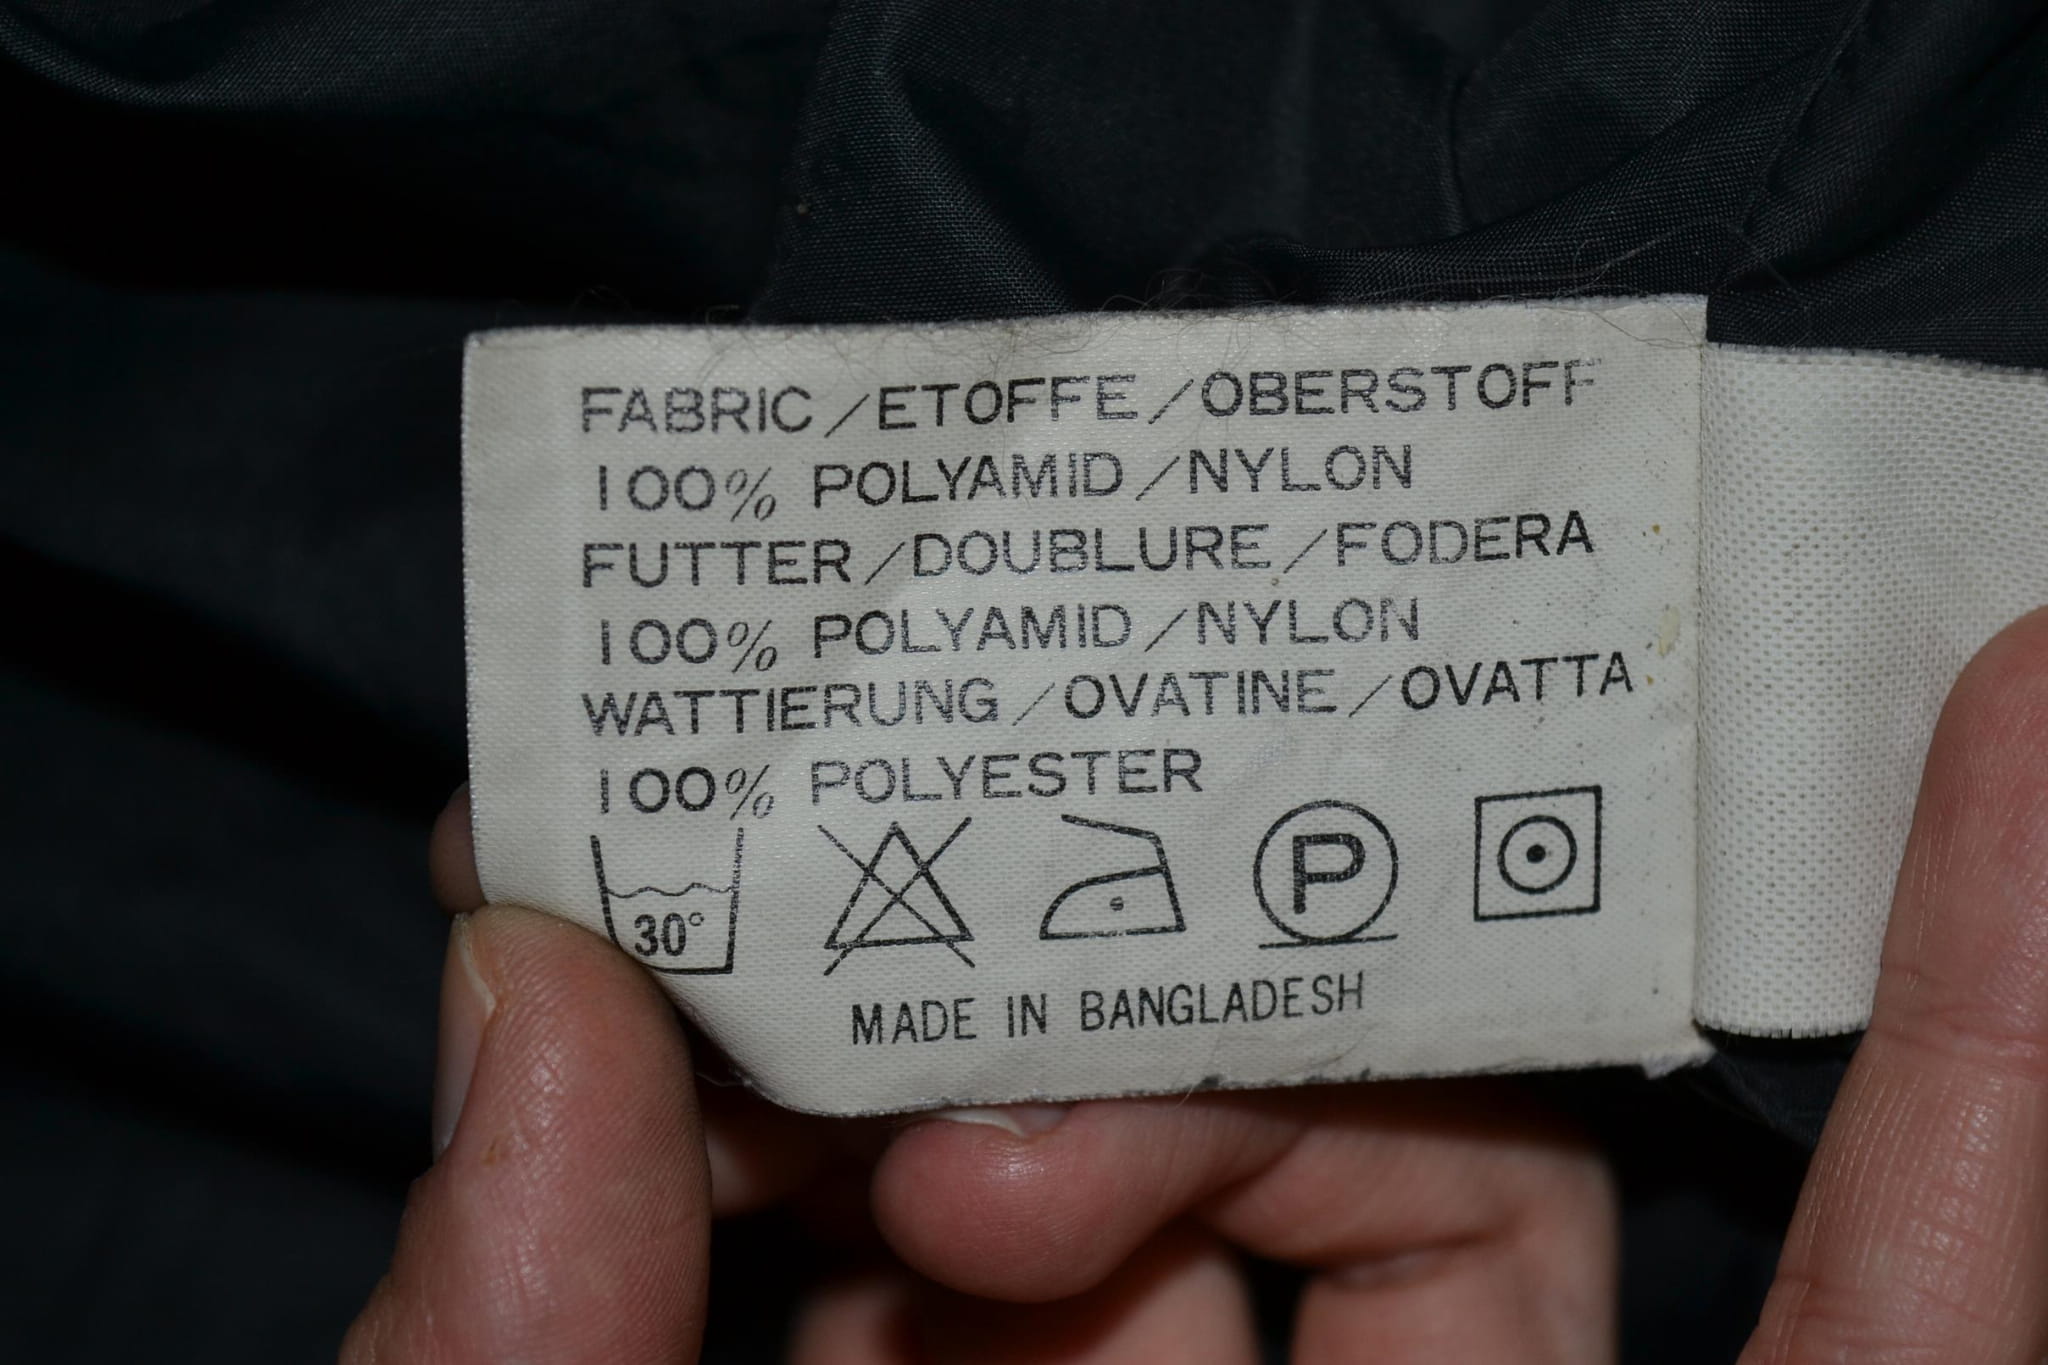 FABRIC/ETOFFE/OBERSTOFF
100% POLYAMID/NYLON
FUTTER/DOUBLURE/FODERA
100% POLYAMID/NYLON
WATTIERUNG/OVATINE/OVATTA
100% POLYESTER
30° P
MADE IN BANGLADESH